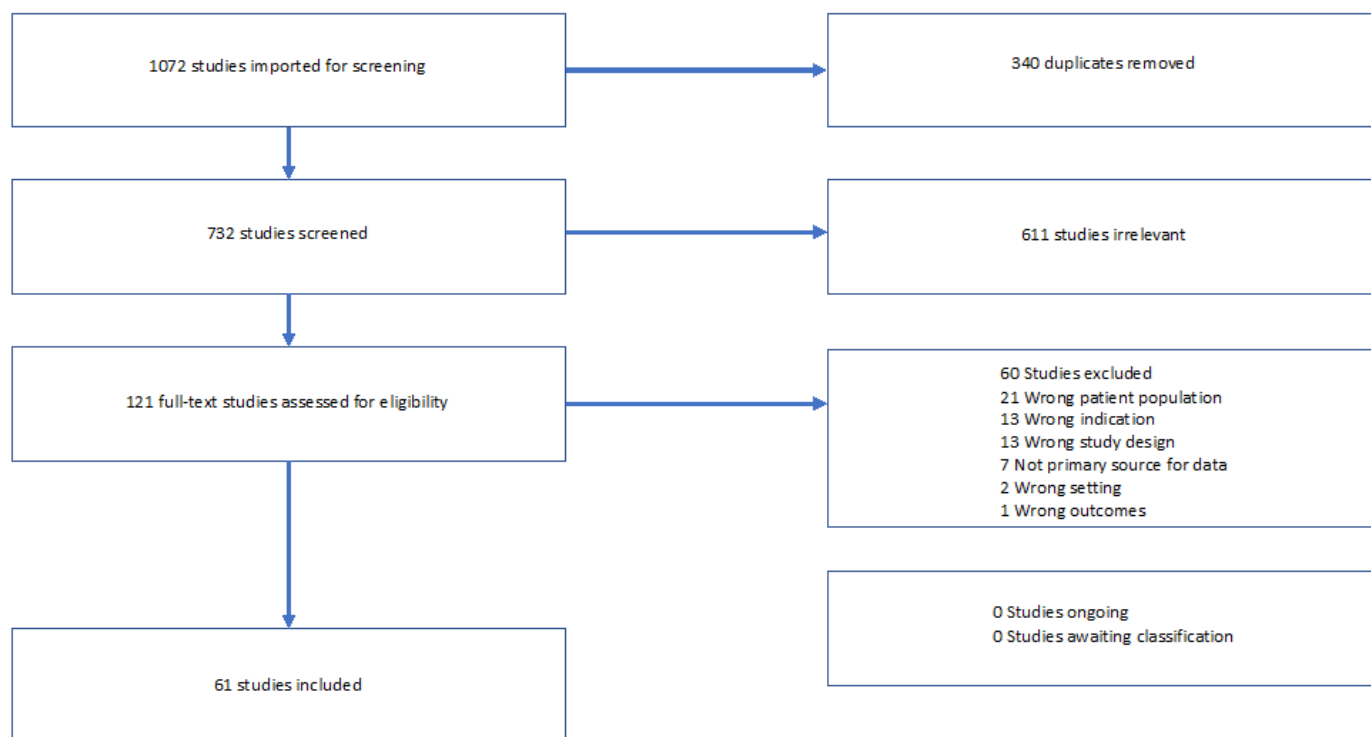 1072 studies imported for screening
340 duplicates removed
732 studies screened
611 studies irrelevant
121 full-text studies assessed for eligibility
60 Studies excluded
21 Wrong patient population
13 Wrong indication
13 Wrong study design
7 Not primary source for data
2 Wrong setting
1 Wrong outcomes
0 Studies ongoing
0 Studies awaiting classification
61 studies included